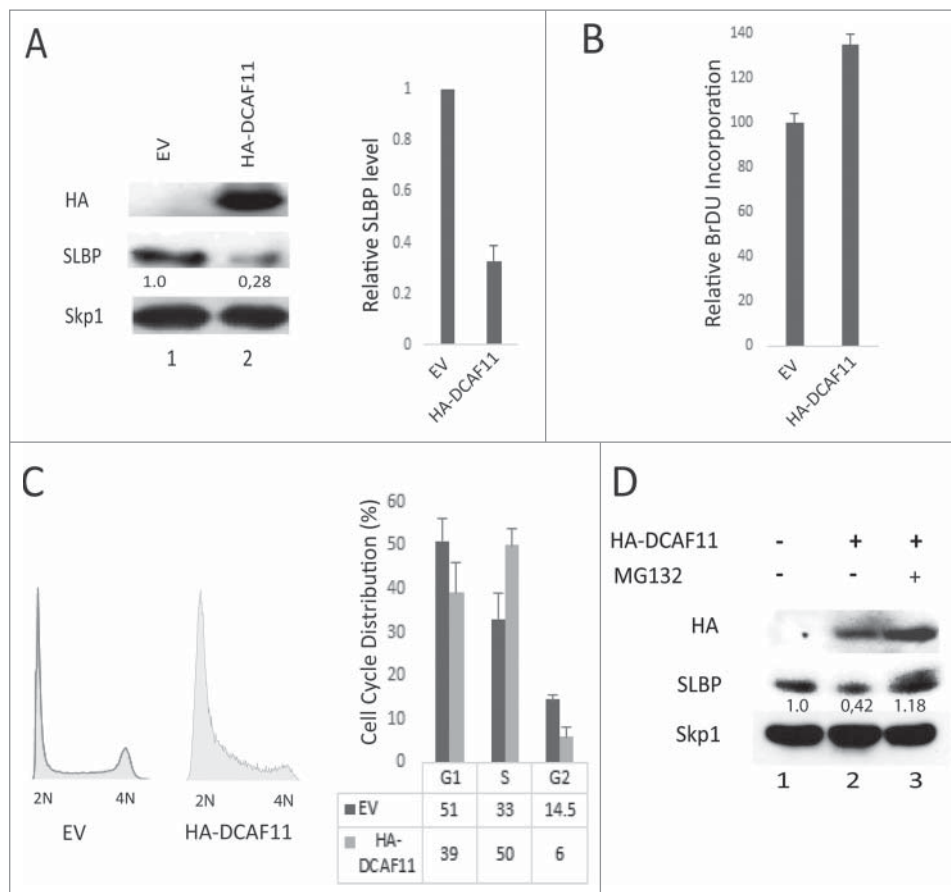 A
EV
HA-DCAF11
HA
SLBP
1.0 0,28
Skp1
1 2
Relative SLBP level
1
0.8
0.6
0.4
0.2
0
EV
HA-DCAF11
B
Relative BrDU Incorporation
140
120
100
80
60
40
20
0
EV
HA-DCAF11
C
2N 4N
EV
2N 4N
HA-DCAF11
Cell Cycle Distribution (%)
60
50
40
30
20
10
0
G1 S G2
EV 51 33 14.5
HA-
DCAF11 39 50 6
D
HA-DCAF11 - + +
MG132 - - +
HA
SLBP
1.0 0,42 1.18
Skp1
1 2 3